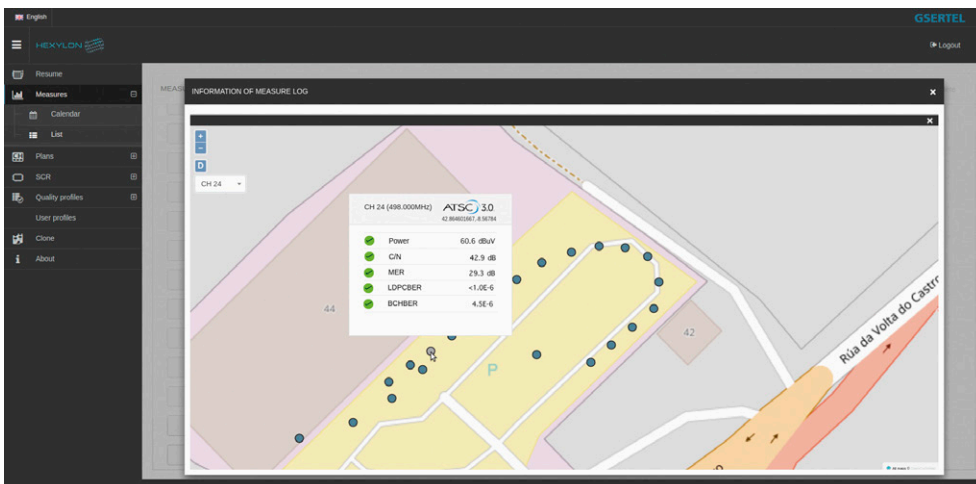 English
GSERTEL
HEXYLON
Logout
Resume
Measures
Calendar
List
Plans
SCR
Quality profiles
User profiles
Clone
About
MEAS
INFORMATION OF MEASURE LOG
×
×
+
−
D
CH 24
CH 24 (498.000MHz) ATSC 3.0
Power 60.6 dBuV
C/N 42.9 dB
MER 29.3 dB
LDPCBER <1.0E-6
BCHBER 4.5E-6
44
42
P
Rúa da Volta do Castro